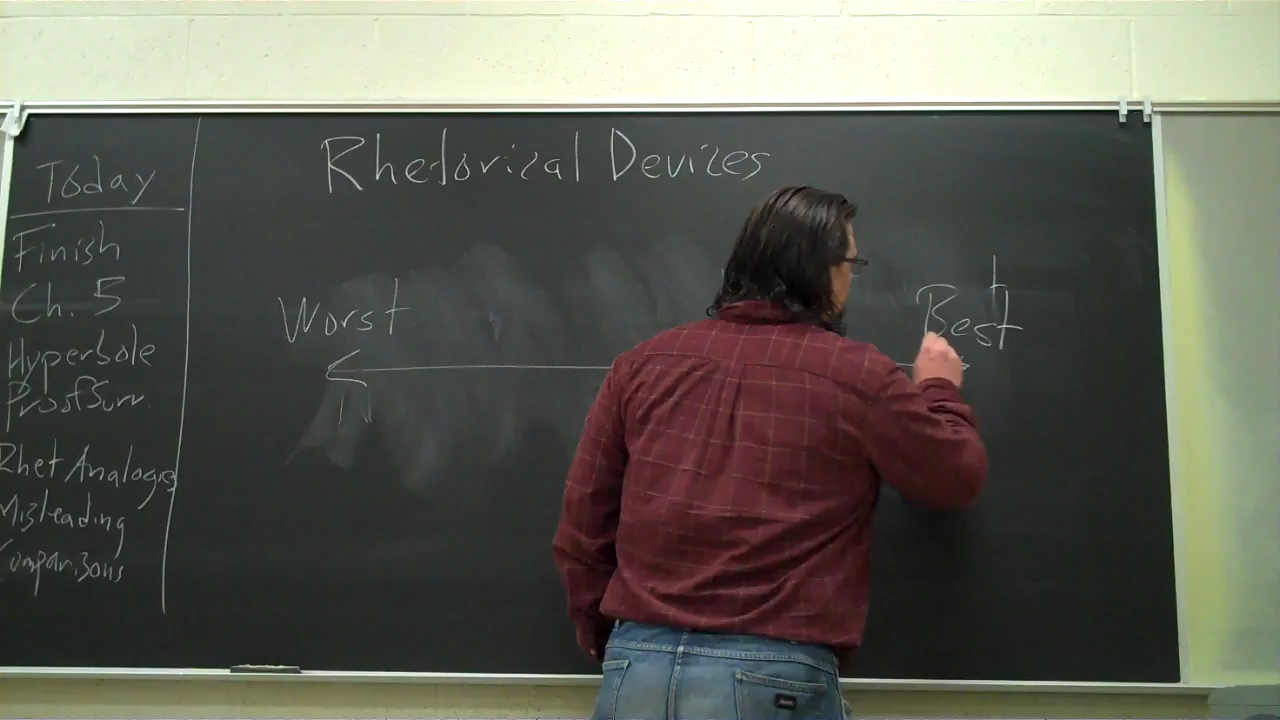 Today
Finish
Ch. 5
Hyperbole
Proof Surr.
Rhet Analogies
Misleading
Comparisons
Rhetorical Devices
Worst
Best